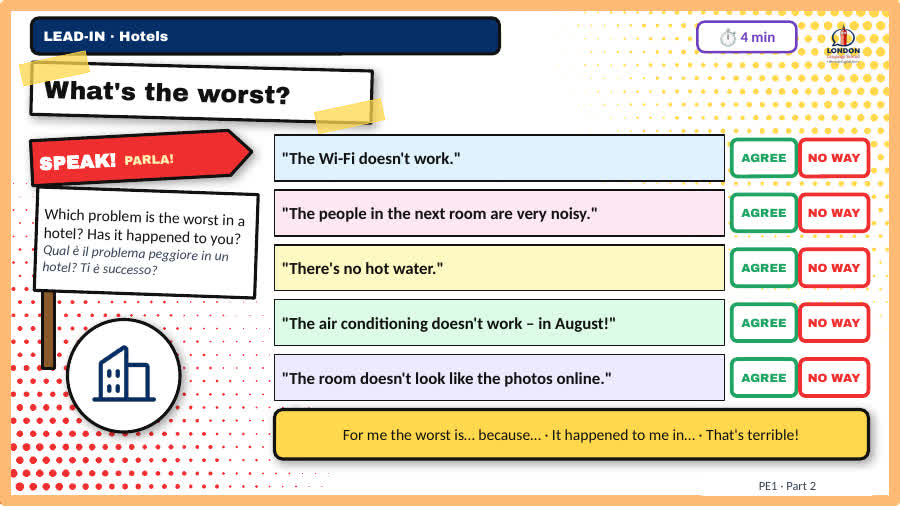 LEAD-IN · Hotels
4 min
LONDON
What's the worst?
SPEAK! PARLA!
Which problem is the worst in a
hotel? Has it happened to you?
Qual è il problema peggiore in un
hotel? Ti è successo?
"The Wi-Fi doesn't work." AGREE NO WAY
"The people in the next room are very noisy." AGREE NO WAY
"There's no hot water." AGREE NO WAY
"The air conditioning doesn't work – in August!" AGREE NO WAY
"The room doesn't look like the photos online." AGREE NO WAY
For me the worst is... because... · It happened to me in... · That's terrible!
PE1 · Part 2